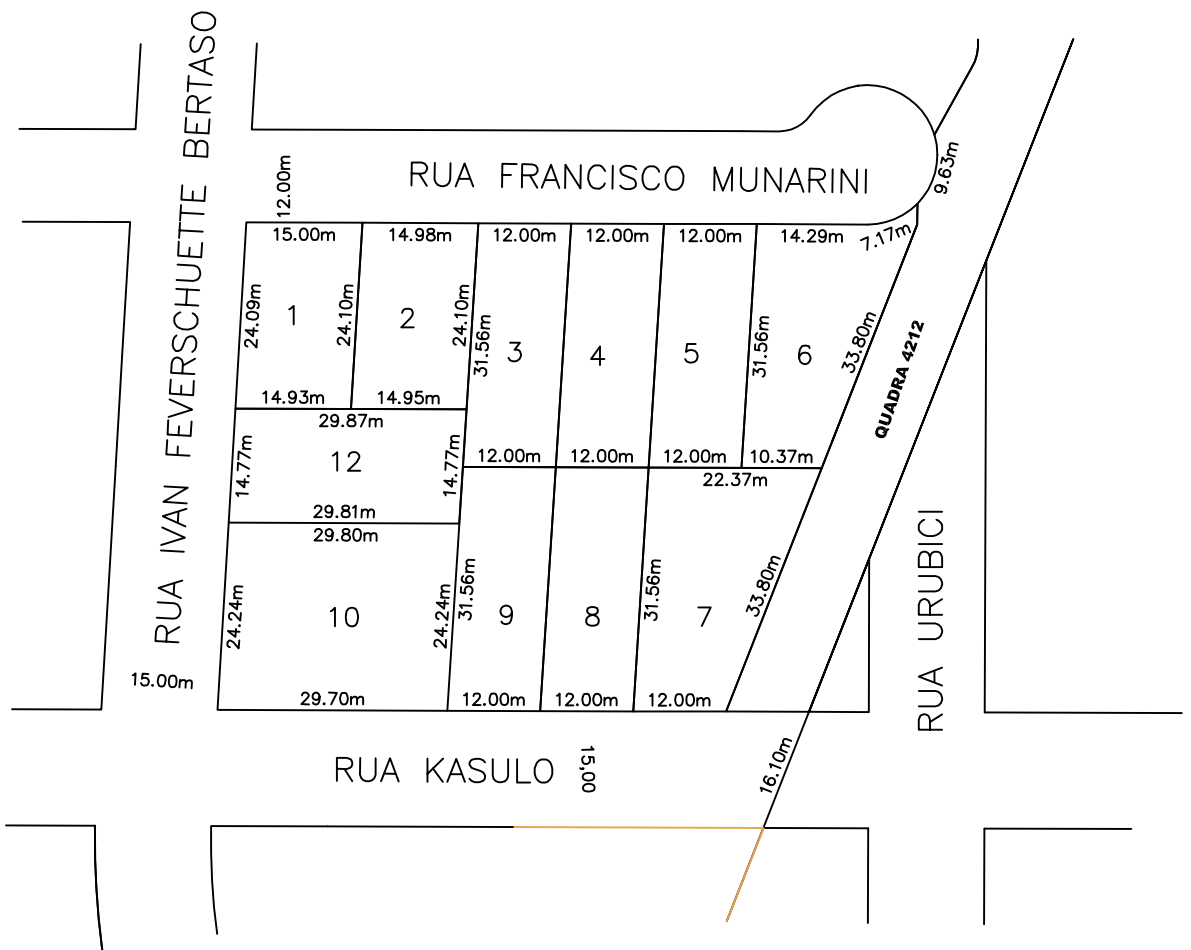 RUA IVAN FEVERSCHUETTE BERTASO
12.00m
RUA FRANCISCO MUNARINI
9.63m
15.00m
14.98m
12.00m
12.00m
12.00m
14.29m
7.17m
24.09m
1
24.10m
2
24.10m
31.56m
3
4
5
31.56m
6
33.80m
QUADRA 4212
14.93m
14.95m
29.87m
14.77m
12
14.77m
12.00m
12.00m
12.00m
10.37m
22.37m
29.81m
29.80m
24.24m
10
24.24m
31.56m
9
8
31.56m
7
33.80m
RUA URUBICI
15.00m
29.70m
12.00m
12.00m
12.00m
RUA KASULO
15,00
16.10m